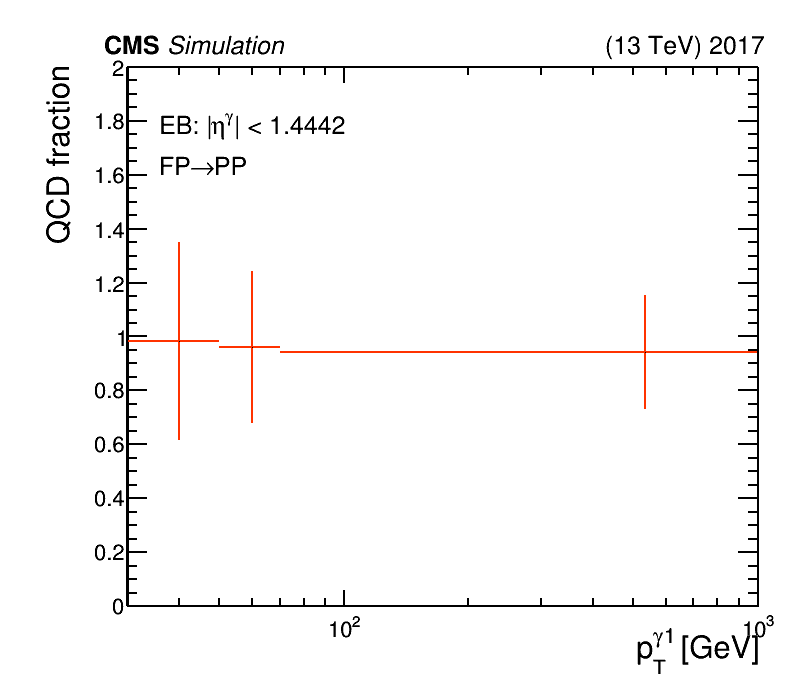 CMS Simulation (13 TeV) 2017
QCD fraction
EB: |η^γ| < 1.4442
FP→PP
2
1.8
1.6
1.4
1.2
1
0.8
0.6
0.4
0.2
0
10^2
10^3
p_T^γ1 [GeV]